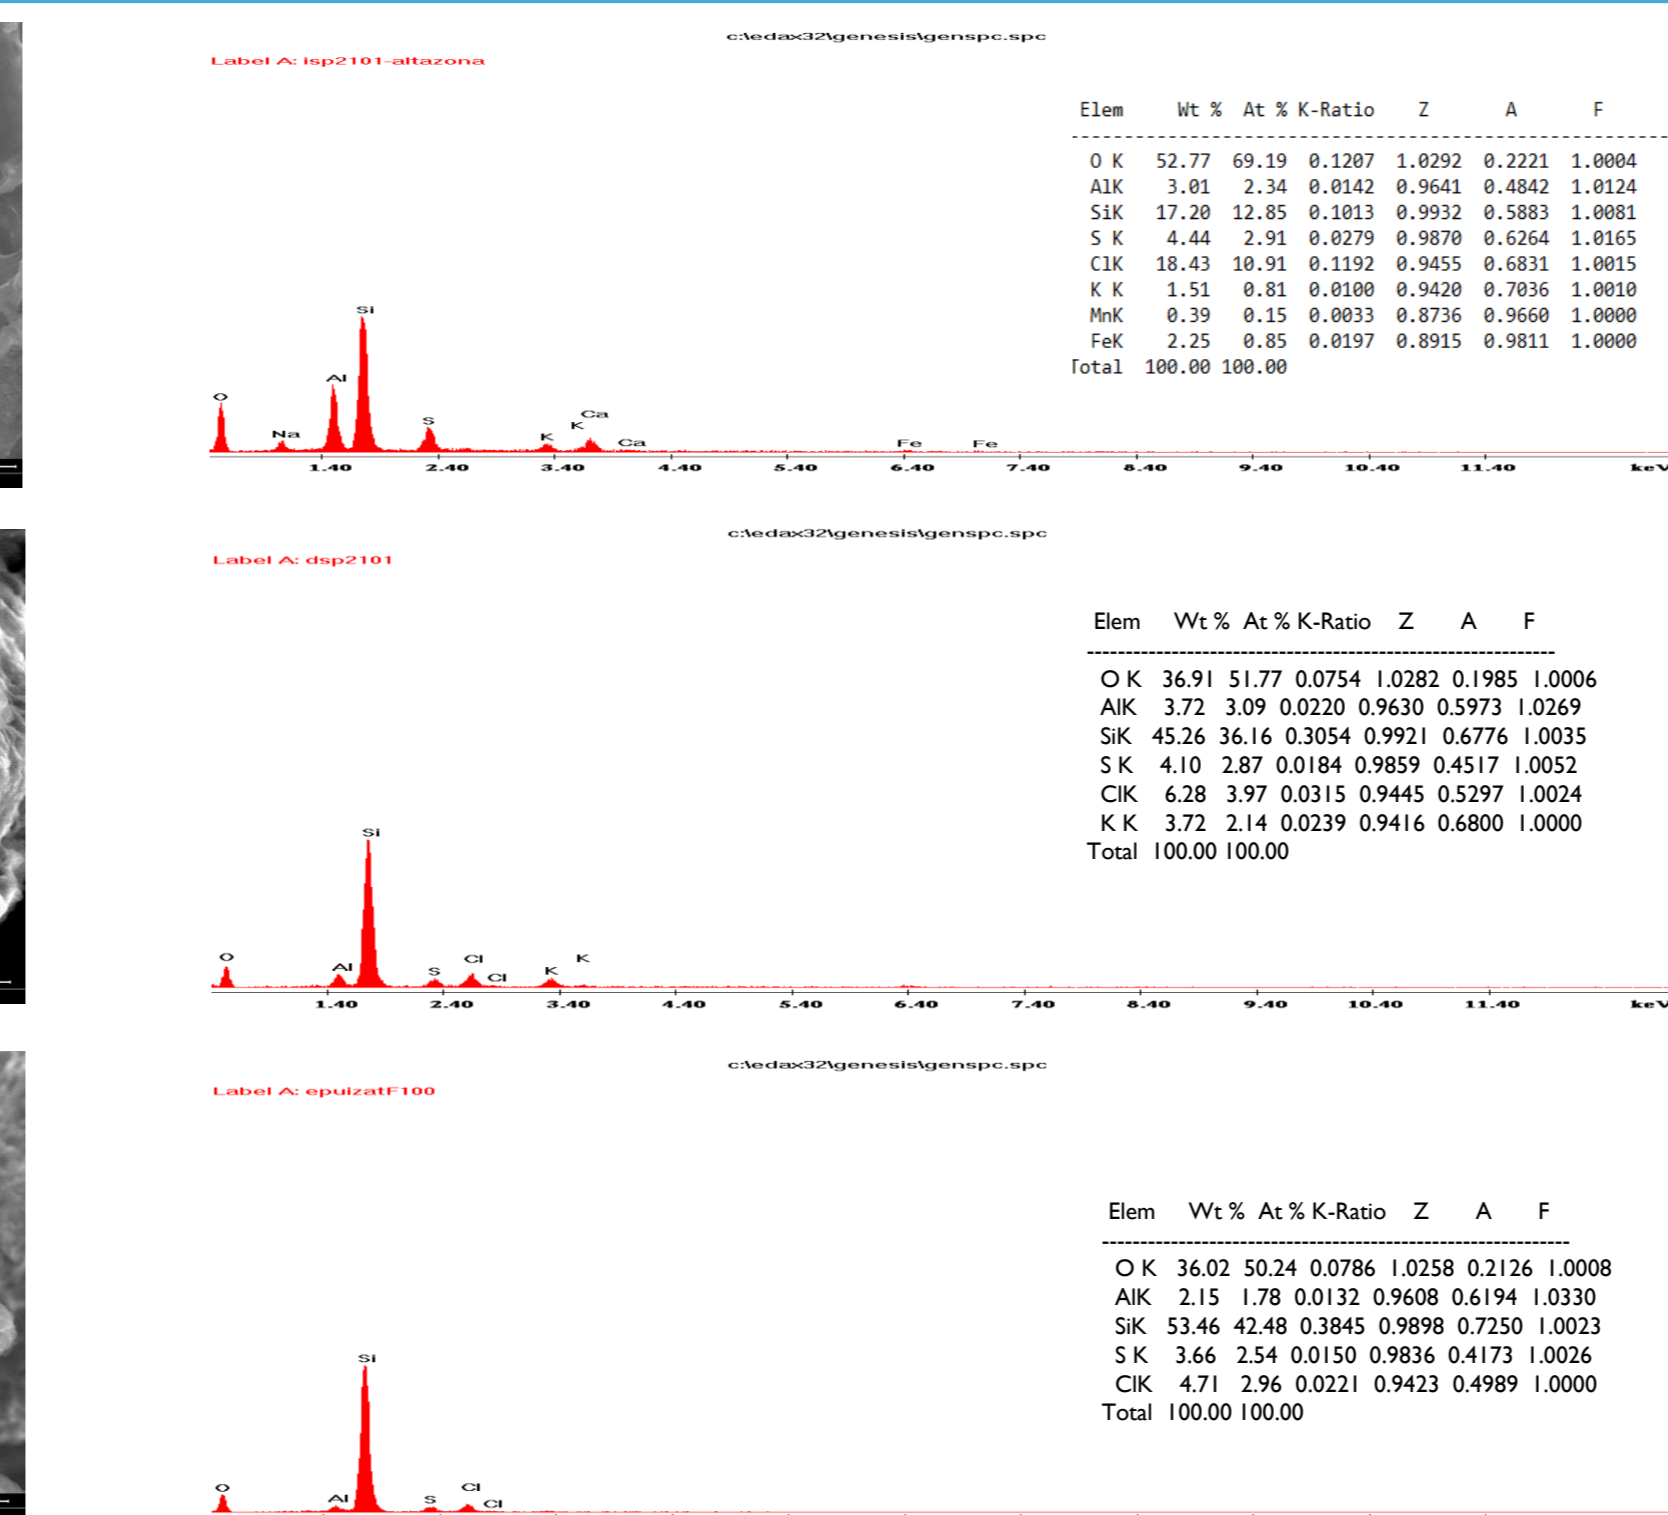 c:\edax32\genesis\genspc.spc
Label A: isp2101-altazona
Elem Wt % At % K-Ratio Z A F
--------------------------------------------------------------
O K 52.77 69.19 0.1207 1.0292 0.2221 1.0004
AlK 3.01 2.34 0.0142 0.9641 0.4842 1.0124
SiK 17.20 12.85 0.1013 0.9932 0.5883 1.0081
S K 4.44 2.91 0.0279 0.9870 0.6264 1.0165
ClK 18.43 10.91 0.1192 0.9455 0.6831 1.0015
K K 1.51 0.81 0.0100 0.9420 0.7036 1.0010
MnK 0.39 0.15 0.0033 0.8736 0.9660 1.0000
FeK 2.25 0.85 0.0197 0.8915 0.9811 1.0000
Total 100.00 100.00
O Na Al Si S K K Ca Ca Fe Fe
1.40 2.40 3.40 4.40 5.40 6.40 7.40 8.40 9.40 10.40 11.40 keV
c:\edax32\genesis\genspc.spc
Label A: dsp2101
Elem Wt % At % K-Ratio Z A F
--------------------------------------------------------------
O K 36.91 51.77 0.0754 1.0282 0.1985 1.0006
AlK 3.72 3.09 0.0220 0.9630 0.5973 1.0269
SiK 45.26 36.16 0.3054 0.9921 0.6776 1.0035
S K 4.10 2.87 0.0184 0.9859 0.4517 1.0052
ClK 6.28 3.97 0.0315 0.9445 0.5297 1.0024
K K 3.72 2.14 0.0239 0.9416 0.6800 1.0000
Total 100.00 100.00
O Al Si S Cl Cl K K
1.40 2.40 3.40 4.40 5.40 6.40 7.40 8.40 9.40 10.40 11.40 keV
c:\edax32\genesis\genspc.spc
Label A: epuizatF100
Elem Wt % At % K-Ratio Z A F
--------------------------------------------------------------
O K 36.02 50.24 0.0786 1.0258 0.2126 1.0008
AlK 2.15 1.78 0.0132 0.9608 0.6194 1.0330
SiK 53.46 42.48 0.3845 0.9898 0.7250 1.0023
S K 3.66 2.54 0.0150 0.9836 0.4173 1.0026
ClK 4.71 2.96 0.0221 0.9423 0.4989 1.0000
Total 100.00 100.00
O Al Si S Cl Cl